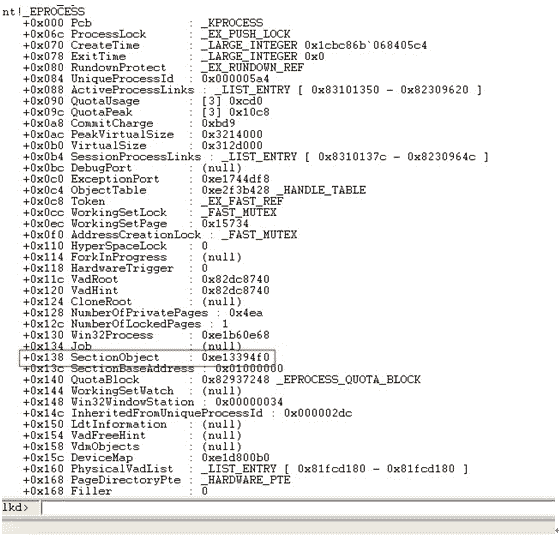 nt!_EPROCESS
+0x000 Pcb : _KPROCESS
+0x06c ProcessLock : _EX_PUSH_LOCK
+0x070 CreateTime : _LARGE_INTEGER 0x1cbc86b`068405c4
+0x078 ExitTime : _LARGE_INTEGER 0x0
+0x080 RundownProtect : _EX_RUNDOWN_REF
+0x084 UniqueProcessId : 0x000005a4
+0x088 ActiveProcessLinks : _LIST_ENTRY [ 0x83101350 - 0x82309620 ]
+0x090 QuotaUsage : [3] 0xcd0
+0x09c QuotaPeak : [3] 0x10c8
+0x0a8 CommitCharge : 0xbd9
+0x0ac PeakVirtualSize : 0x3214000
+0x0b0 VirtualSize : 0x312d000
+0x0b4 SessionProcessLinks : _LIST_ENTRY [ 0x8310137c - 0x8230964c ]
+0x0bc DebugPort : (null)
+0x0c0 ExceptionPort : 0xe1744df8
+0x0c4 ObjectTable : 0xe2f3b428 _HANDLE_TABLE
+0x0c8 Token : _EX_FAST_REF
+0x0cc WorkingSetLock : _FAST_MUTEX
+0x0ec WorkingSetPage : 0x15734
+0x0f0 AddressCreationLock : _FAST_MUTEX
+0x110 HyperSpaceLock : 0
+0x114 ForkInProgress : (null)
+0x118 HardwareTrigger : 0
+0x11c VadRoot : 0x82dc8740
+0x120 VadHint : 0x82dc8740
+0x124 CloneRoot : (null)
+0x128 NumberOfPrivatePages : 0x4ea
+0x12c NumberOfLockedPages : 1
+0x130 Win32Process : 0xe1b60e68
+0x134 Job : (null)
+0x138 SectionObject : 0xe13394f0
+0x13c SectionBaseAddress : 0x01000000
+0x140 QuotaBlock : 0x82937248 _EPROCESS_QUOTA_BLOCK
+0x144 WorkingSetWatch : (null)
+0x148 Win32WindowStation : 0x00000034
+0x14c InheritedFromUniqueProcessId : 0x000002dc
+0x150 LdtInformation : (null)
+0x154 VadFreeHint : (null)
+0x158 VdmObjects : (null)
+0x15c DeviceMap : 0xe1d800b0
+0x160 PhysicalVadList : _LIST_ENTRY [ 0x81fcd180 - 0x81fcd180 ]
+0x168 PageDirectoryPte : _HARDWARE_PTE
+0x168 Filler : 0
lkd>